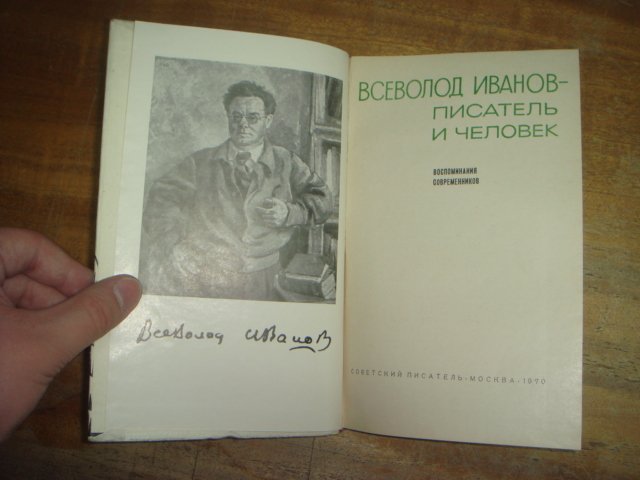 Всеволод Иванов
ВСЕВОЛОД ИВАНОВ–
ПИСАТЕЛЬ
И ЧЕЛОВЕК
ВОСПОМИНАНИЯ
СОВРЕМЕННИКОВ
СОВЕТСКИЙ ПИСАТЕЛЬ·МОСКВА·1970